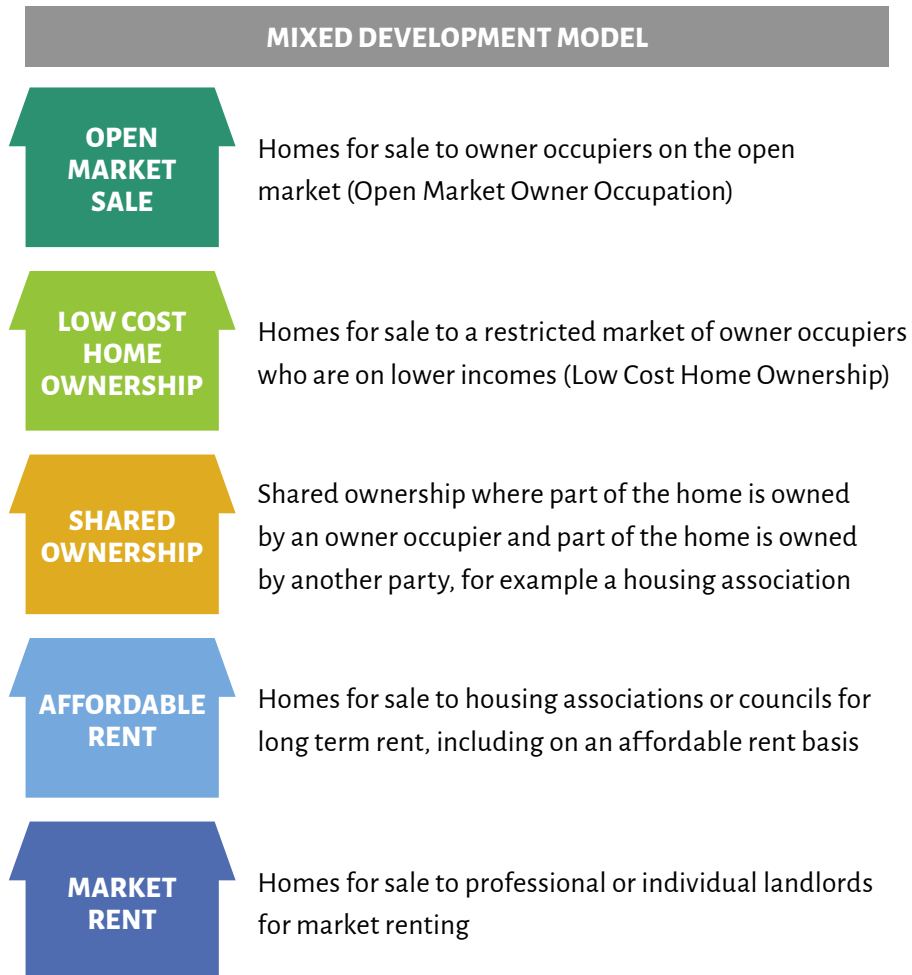 MIXED DEVELOPMENT MODEL
OPEN
MARKET
SALE
Homes for sale to owner occupiers on the open
market (Open Market Owner Occupation)
LOW COST
HOME
OWNERSHIP
Homes for sale to a restricted market of owner occupiers
who are on lower incomes (Low Cost Home Ownership)
SHARED
OWNERSHIP
Shared ownership where part of the home is owned
by an owner occupier and part of the home is owned
by another party, for example a housing association
AFFORDABLE
RENT
Homes for sale to housing associations or councils for
long term rent, including on an affordable rent basis
MARKET
RENT
Homes for sale to professional or individual landlords
for market renting